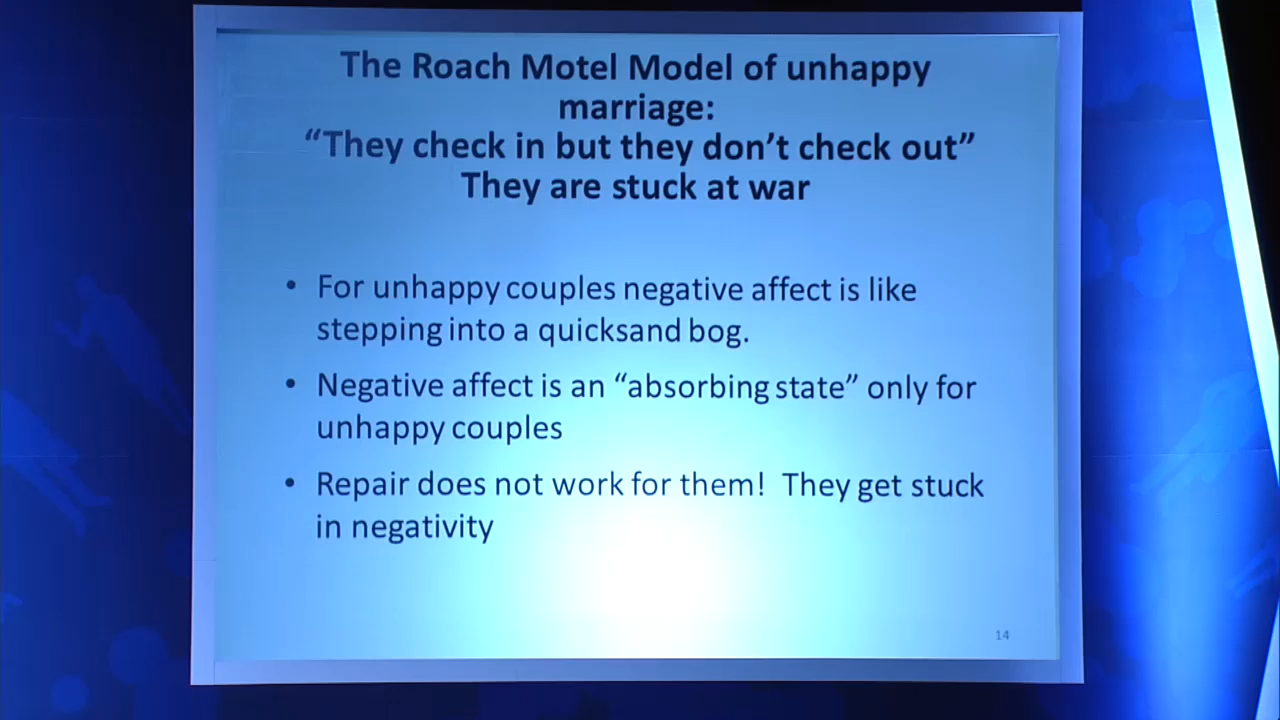 The Roach Motel Model of unhappy
marriage:
“They check in but they don’t check out”
They are stuck at war
• For unhappy couples negative affect is like
stepping into a quicksand bog.
• Negative affect is an “absorbing state” only for
unhappy couples
• Repair does not work for them!  They get stuck
in negativity
14